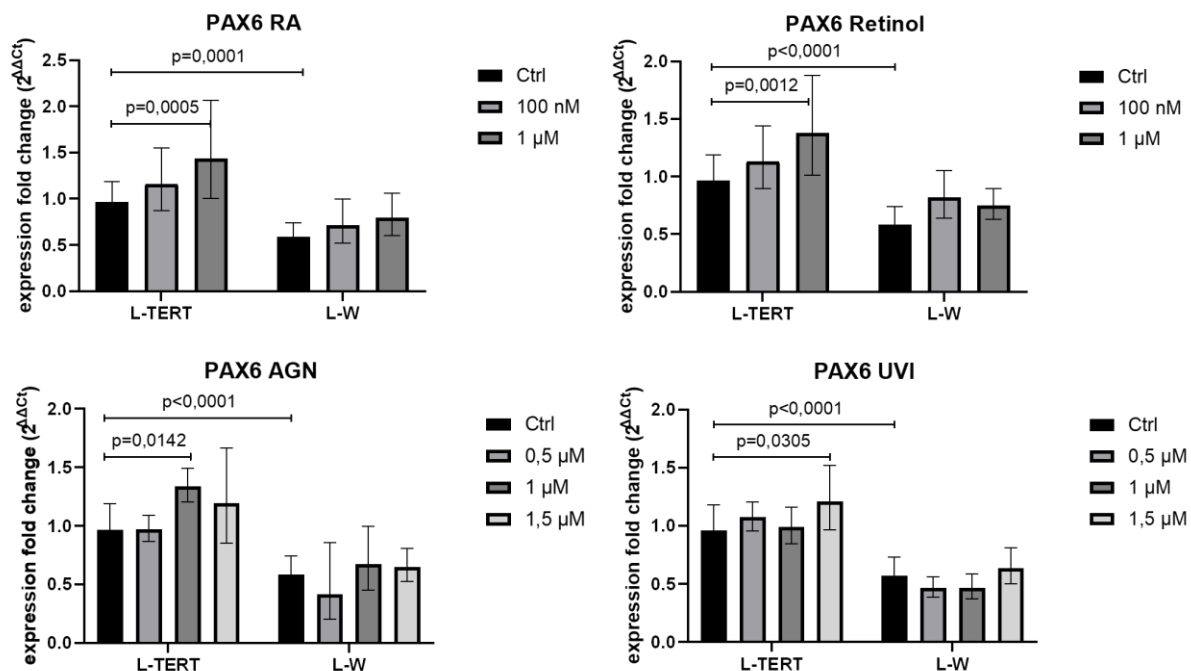 PAX6 RA
expression fold change (2^ΔΔCt)
2.5
2.0
1.5
1.0
0.5
0.0
p=0,0001
p=0,0005
L-TERT
L-W
Ctrl
100 nM
1 µM
PAX6 Retinol
expression fold change (2^ΔΔCt)
2.0
1.5
1.0
0.5
0.0
p<0,0001
p=0,0012
L-TERT
L-W
Ctrl
100 nM
1 µM
PAX6 AGN
expression fold change (2^ΔΔCt)
2.0
1.5
1.0
0.5
0.0
p<0,0001
p=0,0142
L-TERT
L-W
Ctrl
0,5 µM
1 µM
1,5 µM
PAX6 UVI
expression fold change (2^ΔΔCt)
2.0
1.5
1.0
0.5
0.0
p<0,0001
p=0,0305
L-TERT
L-W
Ctrl
0,5 µM
1 µM
1,5 µM